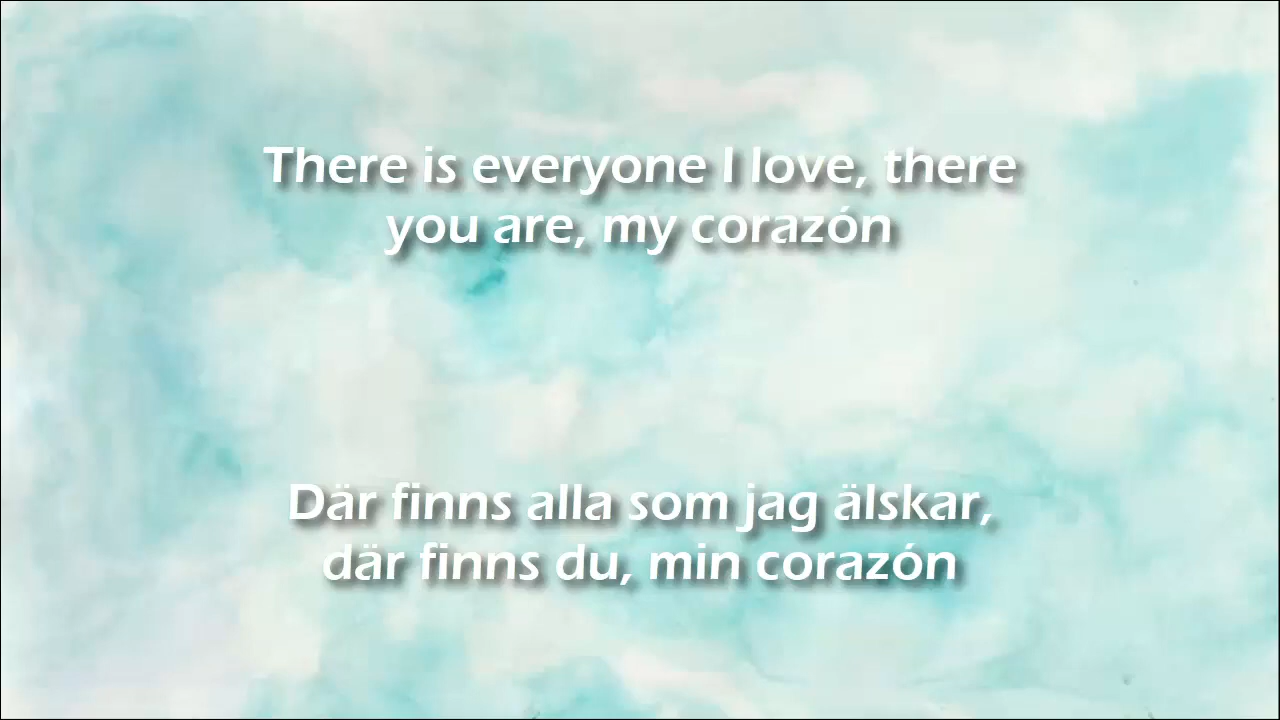 There is everyone I love, there
you are, my corazón
Där finns alla som jag älskar,
där finns du, min corazón